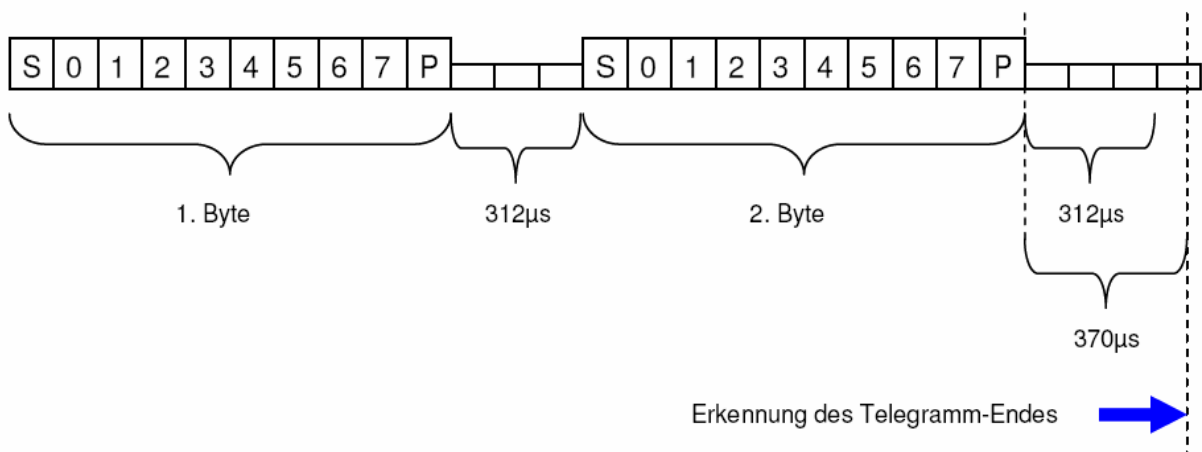 S 0 1 2 3 4 5 6 7 P S 0 1 2 3 4 5 6 7 P
1. Byte 312µs 2. Byte 312µs
370µs
Erkennung des Telegramm-Endes